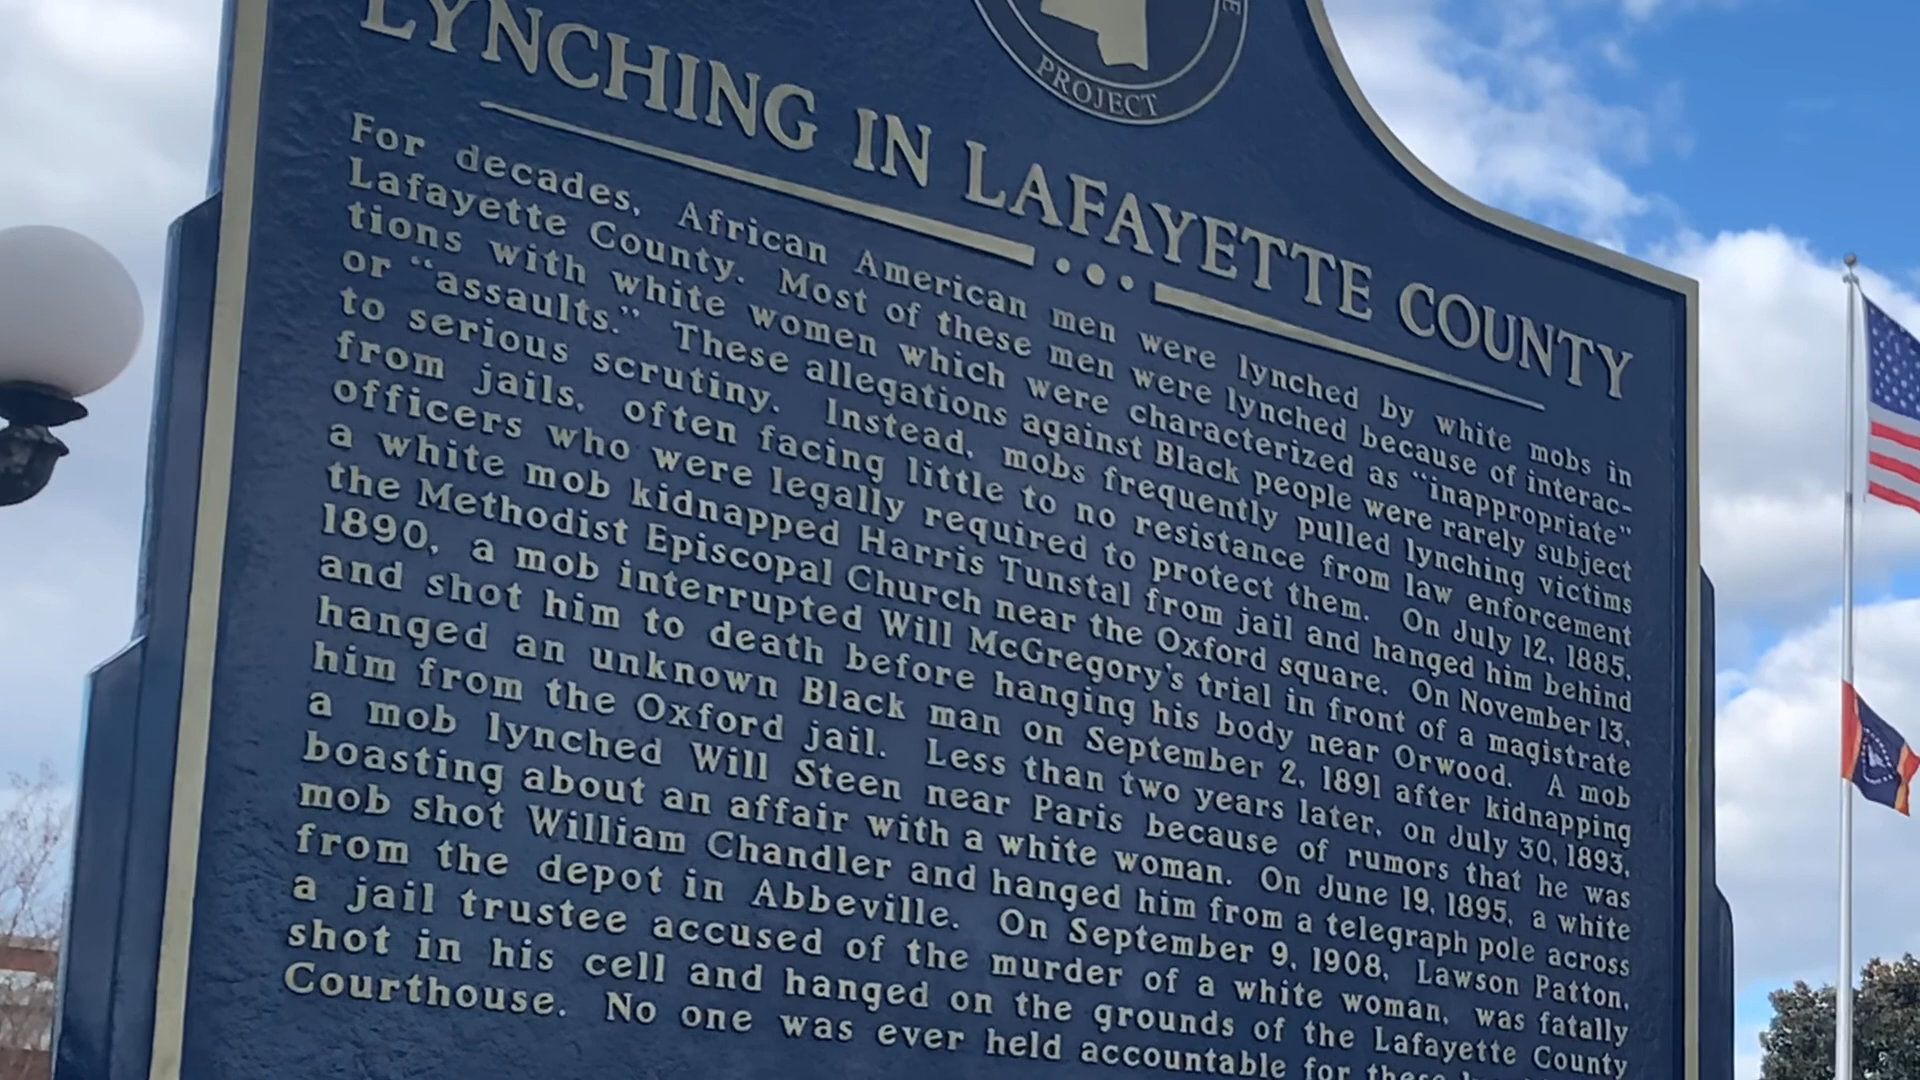 E
PROJECT
LYNCHING IN LAFAYETTE COUNTY
For decades, African American men were lynched by white mobs in
Lafayette County. Most of these men were lynched because of interac-
tions with white women which were characterized as “inappropriate”
or “assaults.” These allegations against Black people were rarely subject
to serious scrutiny. Instead, mobs frequently pulled lynching victims
from jails, often facing little to no resistance from law enforcement
officers who were legally required to protect them. On July 12, 1885,
a white mob kidnapped Harris Tunstal from jail and hanged him behind
the Methodist Episcopal Church near the Oxford square. On November 13,
1890, a mob interrupted Will McGregory's trial in front of a magistrate
and shot him to death before hanging his body near Orwood. A mob
hanged an unknown Black man on September 2, 1891 after kidnapping
him from the Oxford jail. Less than two years later, on July 30, 1893,
a mob lynched Will Steen near Paris because of rumors that he was
boasting about an affair with a white woman. On June 19, 1895, a white
mob shot William Chandler and hanged him from a telegraph pole across
from the depot in Abbeville. On September 9, 1908, Lawson Patton,
a jail trustee accused of the murder of a white woman, was fatally
shot in his cell and hanged on the grounds of the Lafayette County
Courthouse. No one was ever held accountable for these